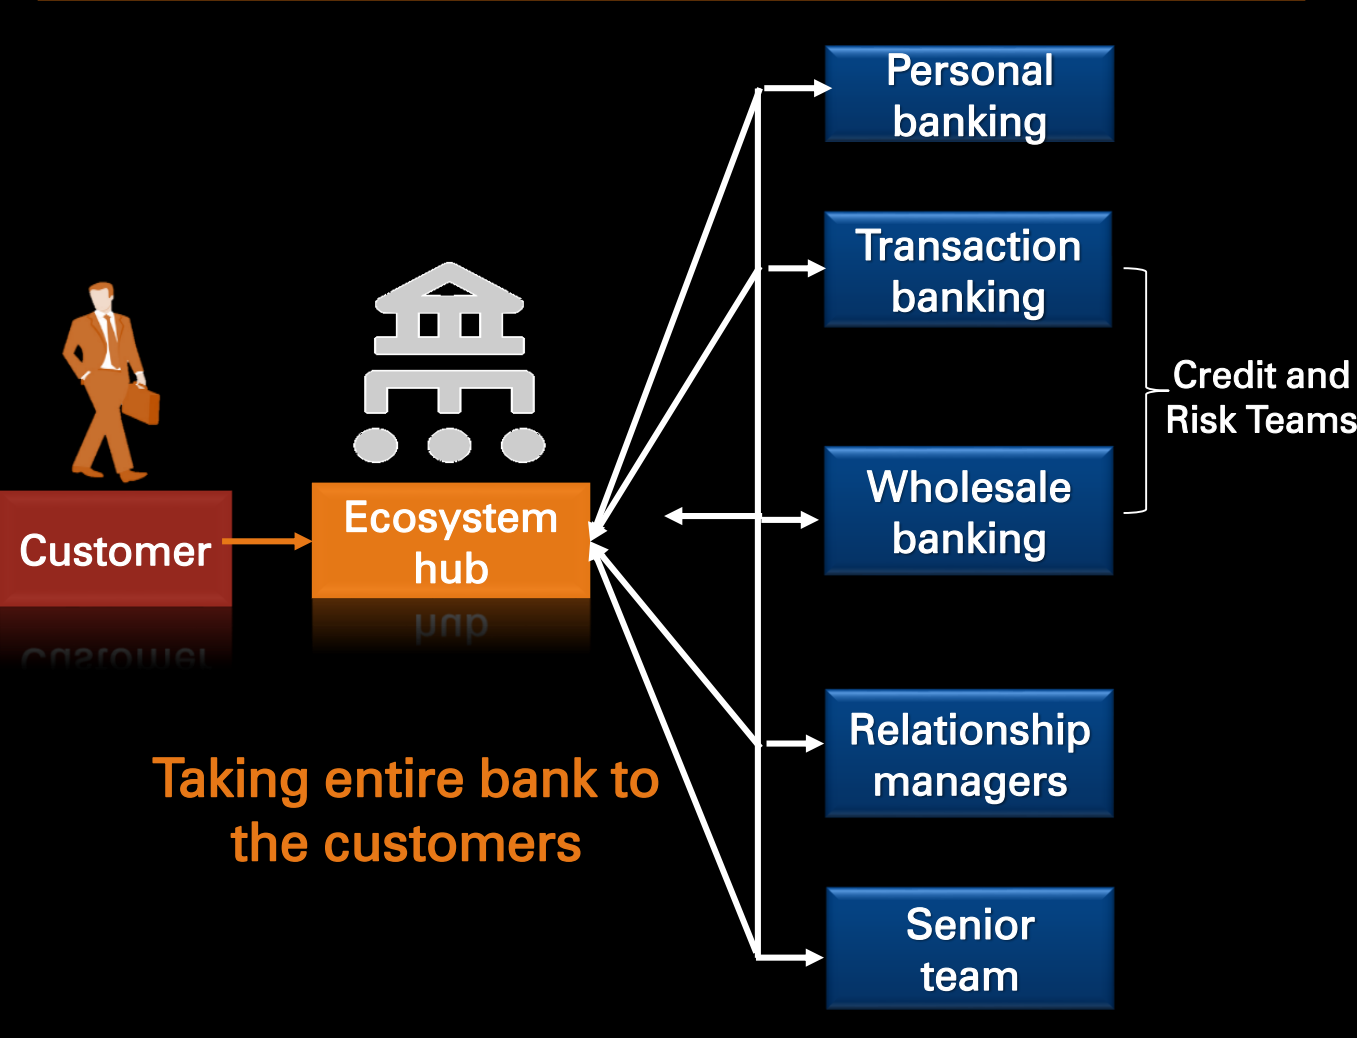 Personal
banking
Transaction
banking
Credit and
Risk Teams
Wholesale
banking
Customer
Ecosystem
hub
Relationship
managers
Taking entire bank to
the customers
Senior
team